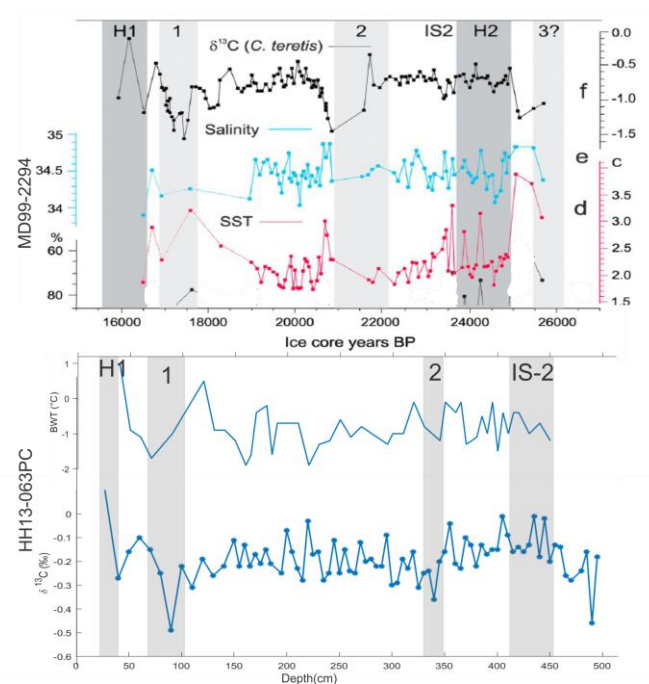 H1 1 2 IS2 H2 3?
δ¹³C (C. teretis)
0.0
-0.5
-1.0
-1.5
f
35
34.5
34
Salinity
e
C
3.5
3.0
2.5
2.0
1.5
d
SST
%
60
80
MD99-2294
16000 18000 20000 22000 24000 26000
Ice core years BP
H1 1 2 IS-2
1
0
-1
-2
BWT (°C)
HH13-063PC
0
-0.1
-0.2
-0.3
-0.4
-0.5
-0.6
δ ¹³C (‰)
0 50 100 150 200 250 300 350 400 450 500
Depth(cm)